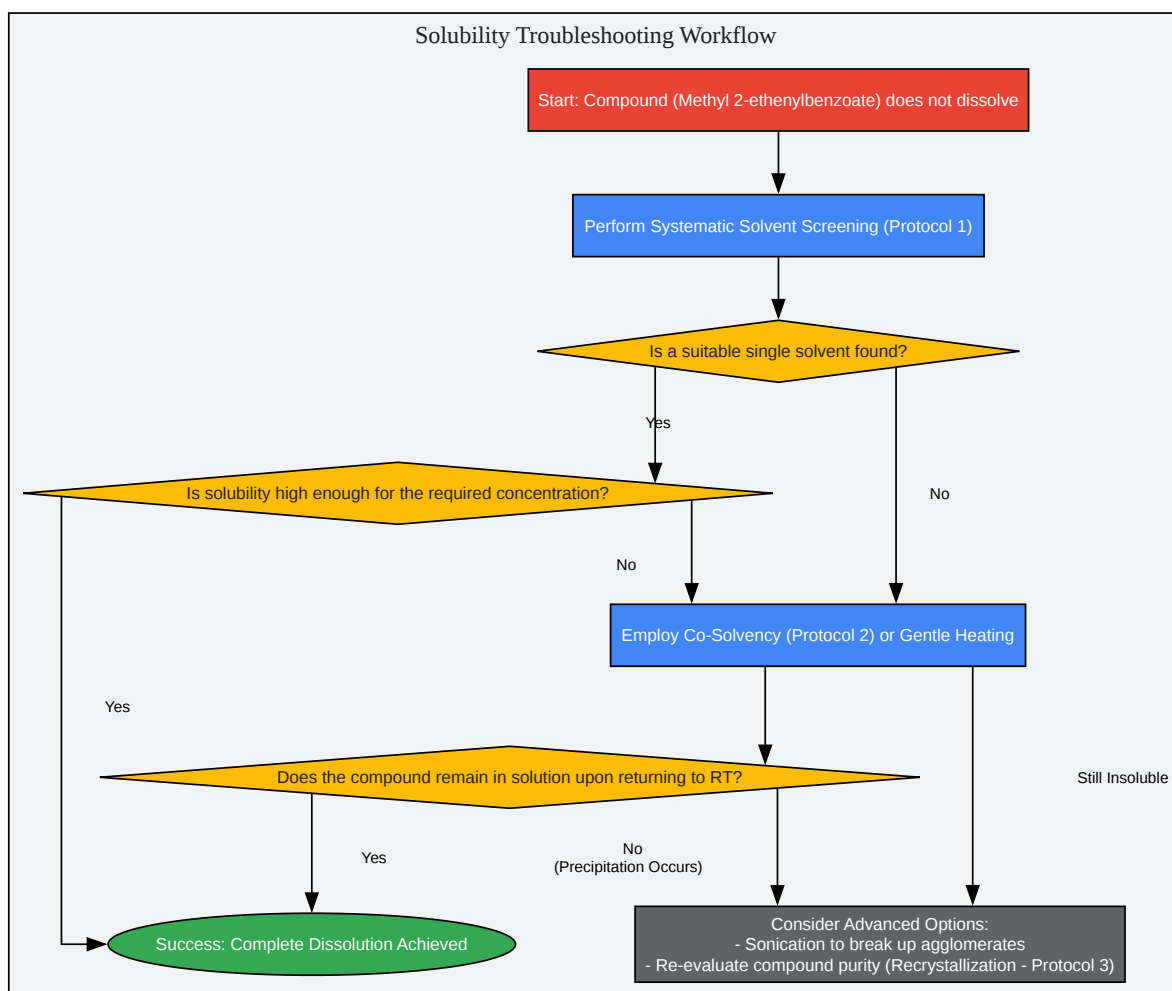 Solubility Troubleshooting Workflow
Start: Compound (Methyl 2-ethenylbenzoate) does not dissolve
Perform Systematic Solvent Screening (Protocol 1)
Is a suitable single solvent found?
Yes
Is solubility high enough for the required concentration?
No
No
Employ Co-Solvency (Protocol 2) or Gentle Heating
Yes
Does the compound remain in solution upon returning to RT?
Still Insoluble
Yes
No
(Precipitation Occurs)
Success: Complete Dissolution Achieved
Consider Advanced Options:
- Sonication to break up agglomerates
- Re-evaluate compound purity (Recrystallization - Protocol 3)